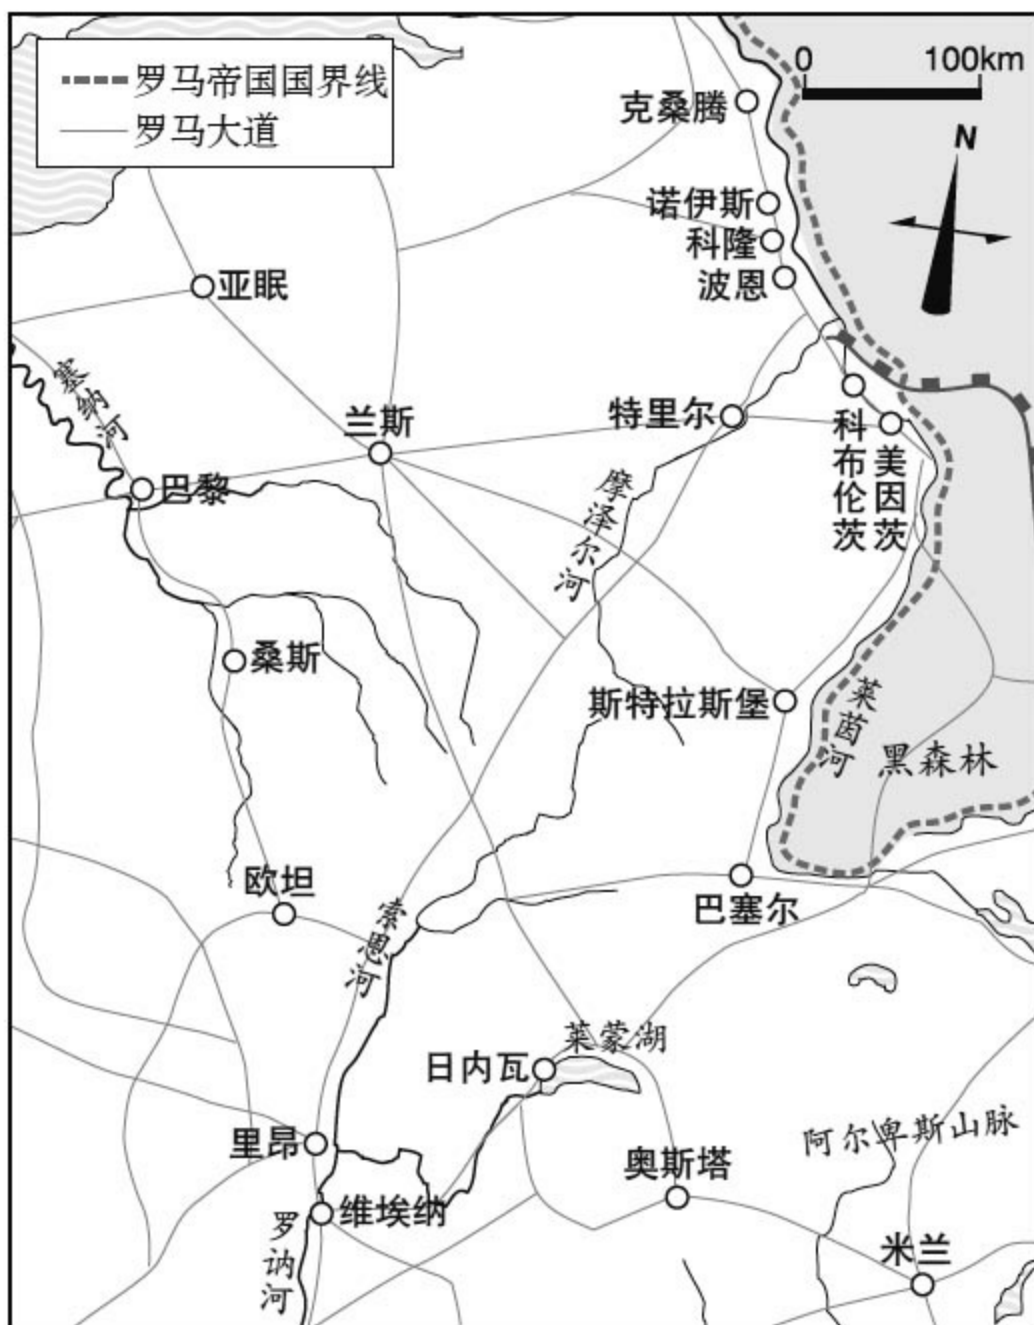 罗马帝国国界线
罗马大道
0 100km
N
克桑腾
诺伊斯
科隆
波恩
亚眠
塞纳河
兰斯
特里尔
科布伦茨
美因茨
巴黎
摩泽尔河
桑斯
斯特拉斯堡
莱茵河
黑森林
欧坦
巴塞尔
索恩河
莱蒙湖
日内瓦
阿尔卑斯山脉
里昂
奥斯塔
维埃纳
罗讷河
米兰